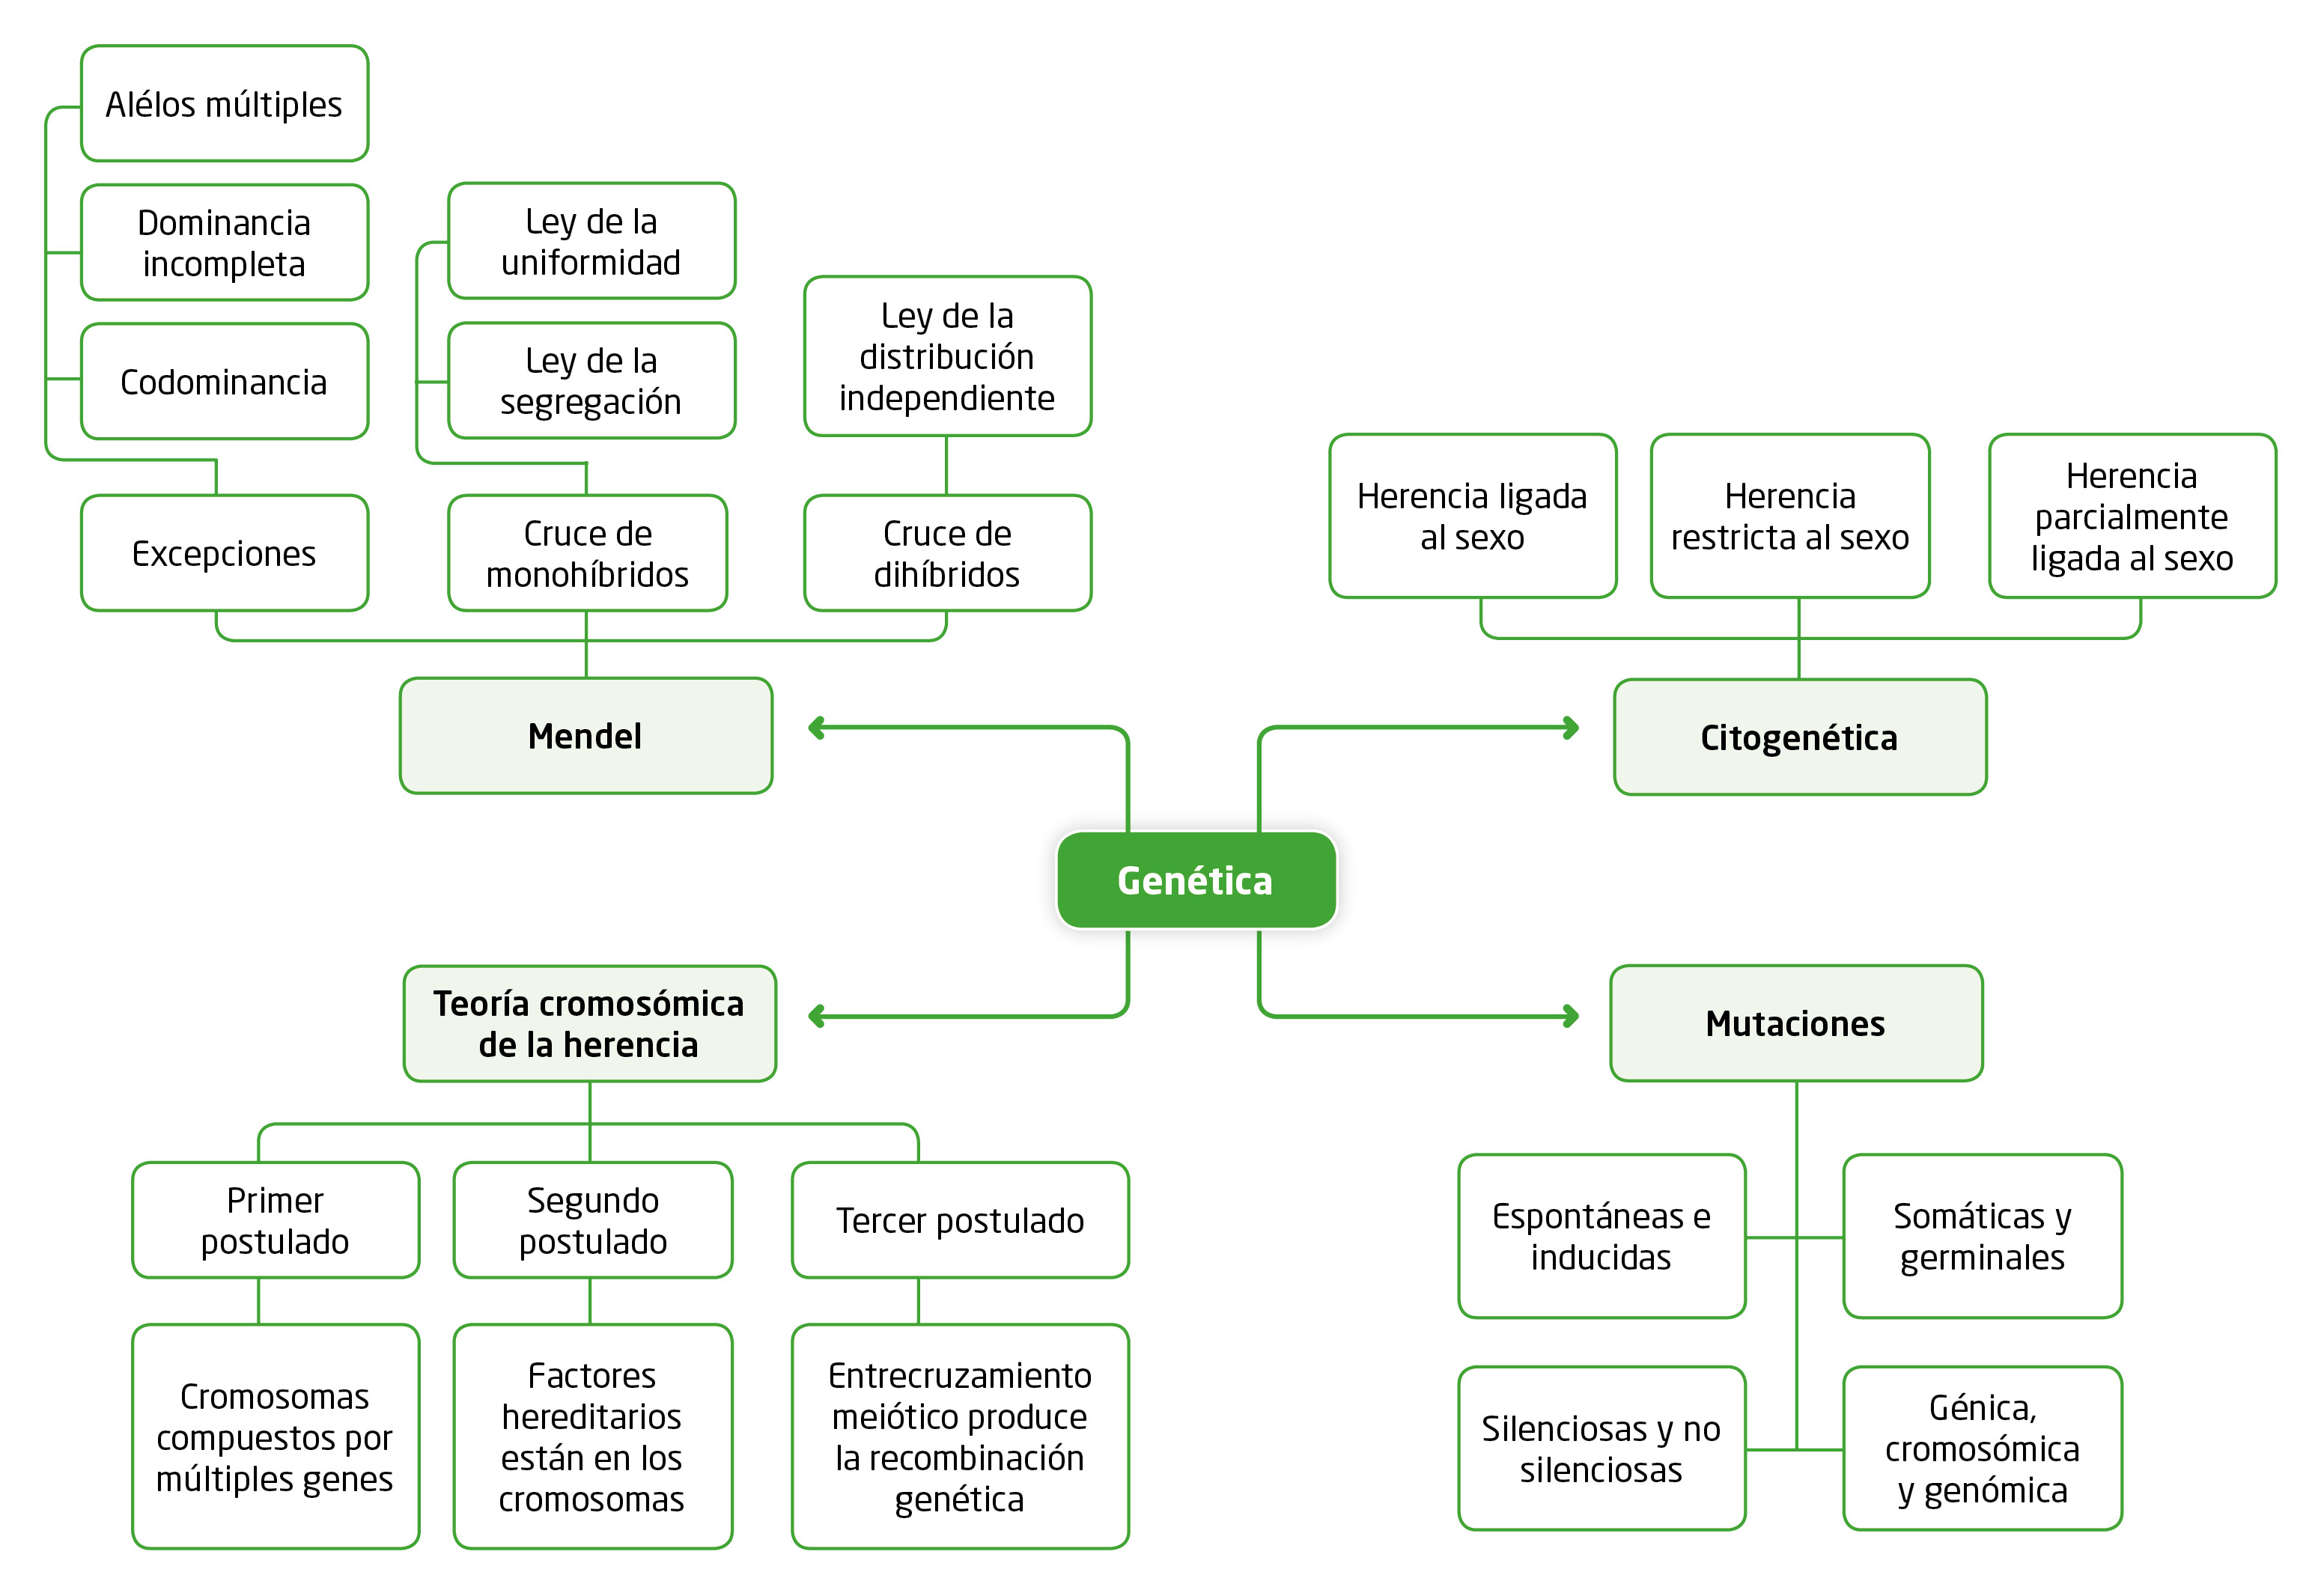 Alélos múltiples
Dominancia
incompleta
Codominancia
Excepciones
Ley de la
uniformidad
Ley de la
segregación
Cruce de
monohíbridos
Ley de la
distribución
independiente
Cruce de
dihíbridos
Mendel
Herencia ligada
al sexo
Herencia
restricta al sexo
Herencia
parcialmente
ligada al sexo
Citogenética
Genética
Teoría cromosómica
de la herencia
Primer
postulado
Segundo
postulado
Tercer postulado
Cromosomas
compuestos por
múltiples genes
Factores
hereditarios
están en los
cromosomas
Entrecruzamiento
meiótico produce
la recombinación
genética
Mutaciones
Espontáneas e
inducidas
Somáticas y
germinales
Silenciosas y no
silenciosas
Génica,
cromosómica
y genómica